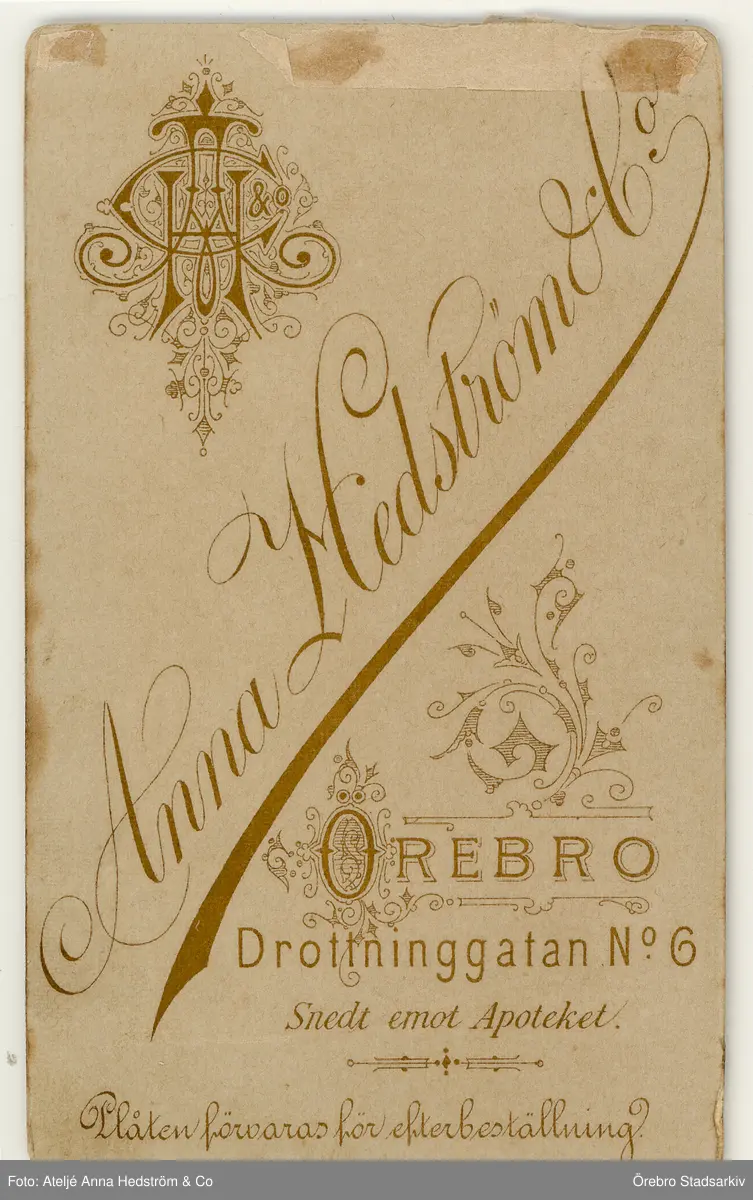 AH & Co
Anna Hedström & Co.
ÖREBRO
Drottninggatan No 6
Snedt emot Apoteket.
Plåten förvaras för efterbeställning.
Foto: Ateljé Anna Hedström & Co
Örebro Stadsarkiv